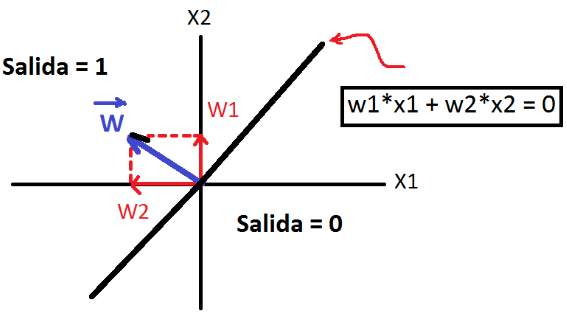 X2
Salida = 1
W1
W
w1*x1 + w2*x2 = 0
X1
W2
Salida = 0